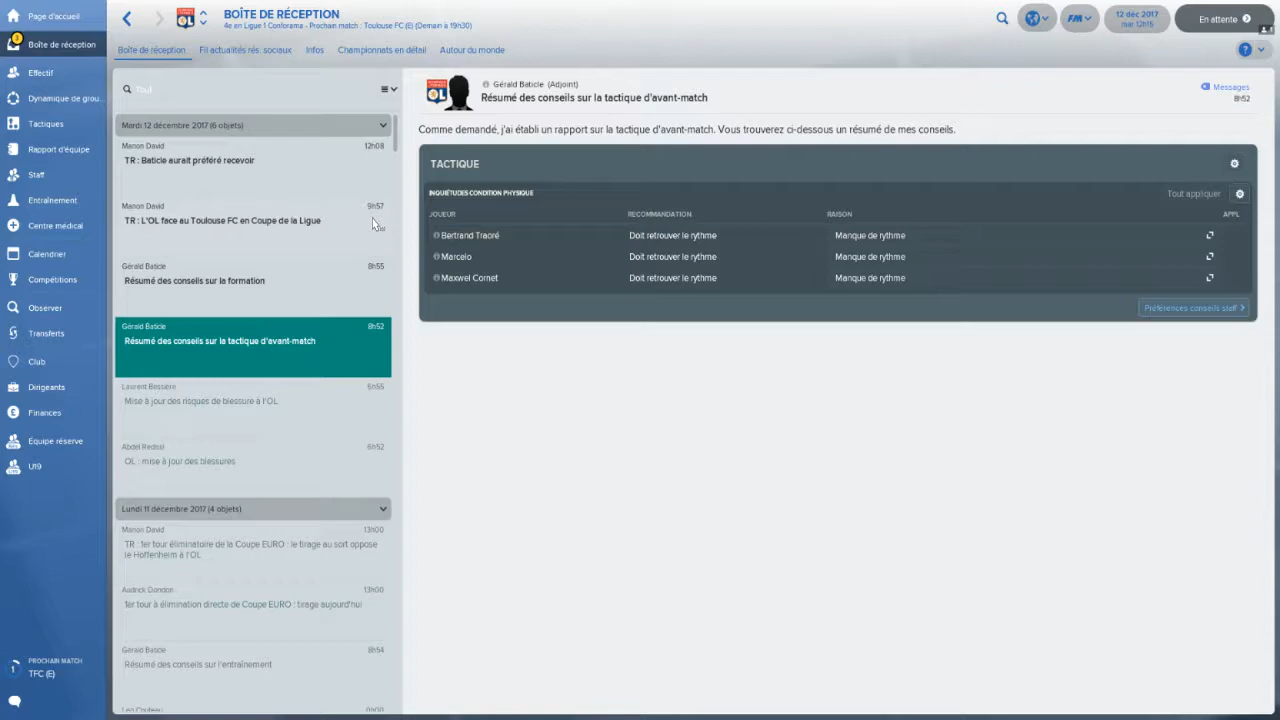 Page d'accueil
3
Boîte de réception
Effectif
Dynamique de grou...
Tactiques
Rapport d'équipe
Staff
Entraînement
Centre médical
Calendrier
Compétitions
Observer
Transferts
Club
Dirigeants
Finances
Équipe réserve
U19
1
PROCHAIN MATCH
TFC (E)
BOÎTE DE RÉCEPTION
4e en Ligue 1 Conforama - Prochain match : Toulouse FC (E) (Demain à 19h30)
FM
12 déc 2017
mar 12h15
En attente
Boîte de réception
Fil actualités rés. sociaux
Infos
Championnats en détail
Autour du monde
?
Tout
Mardi 12 décembre 2017 (6 objets)
Manon David 12h08
TR : Baticle aurait préféré recevoir
Manon David 9h57
TR : L'OL face au Toulouse FC en Coupe de la Ligue
Gérald Baticle 8h55
Résumé des conseils sur la formation
Gérald Baticle 8h52
Résumé des conseils sur la tactique d'avant-match
Laurent Bessière 6h55
Mise à jour des risques de blessure à l'OL
Abdel Redissi 6h52
OL : mise à jour des blessures
Lundi 11 décembre 2017 (4 objets)
Manon David 13h00
TR : 1er tour éliminatoire de la Coupe EURO : le tirage au sort oppose
le Hoffenheim à l'OL
Audrick Dondon 13h00
1er tour à élimination directe de Coupe EURO : tirage aujourd'hui
Gérald Baticle 8h54
Résumé des conseils sur l'entraînement
OL
Gérald Baticle (Adjoint)
Résumé des conseils sur la tactique d'avant-match
Messages
8h52
Comme demandé, j'ai établi un rapport sur la tactique d'avant-match. Vous trouverez ci-dessous un résumé de mes conseils.
TACTIQUE
INQUIÉTUDES CONDITION PHYSIQUE Tout appliquer
JOUEUR RECOMMANDATION RAISON APPL
Bertrand Traoré Doit retrouver le rythme Manque de rythme
Marcelo Doit retrouver le rythme Manque de rythme
Maxwel Cornet Doit retrouver le rythme Manque de rythme
Préférences conseils staff